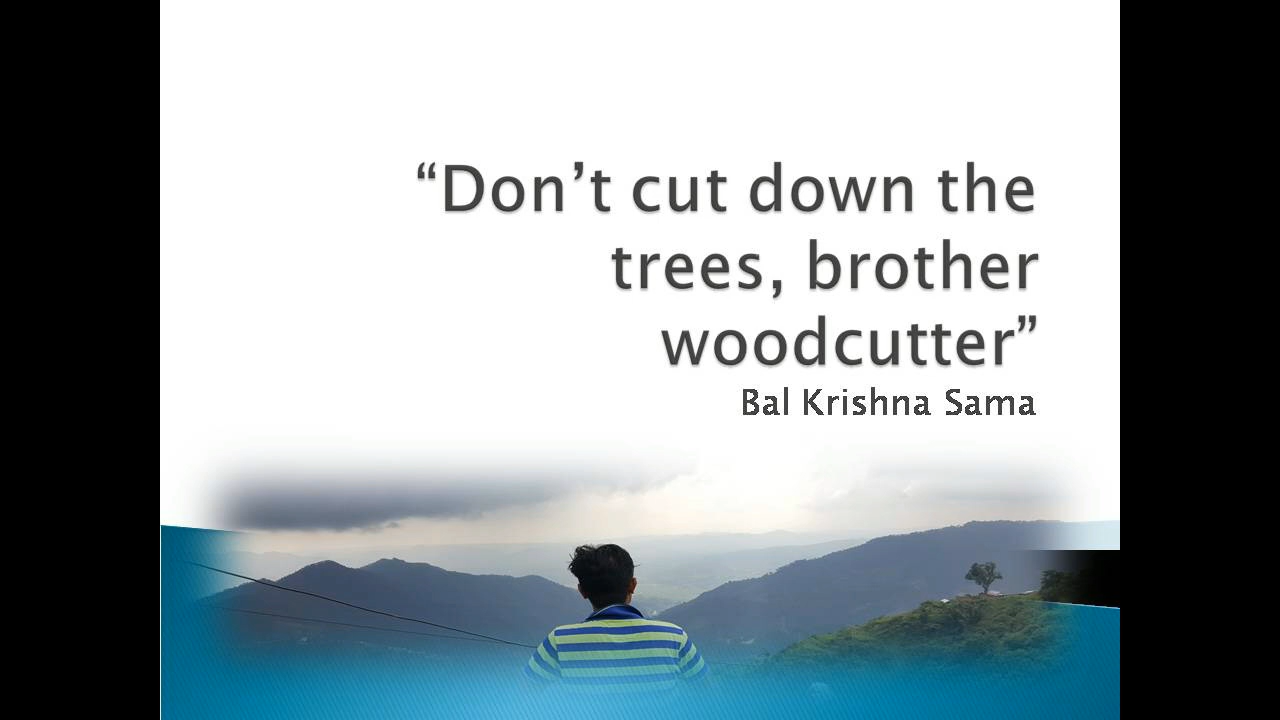 “Don’t cut down the
trees, brother
woodcutter”
Bal Krishna Sama